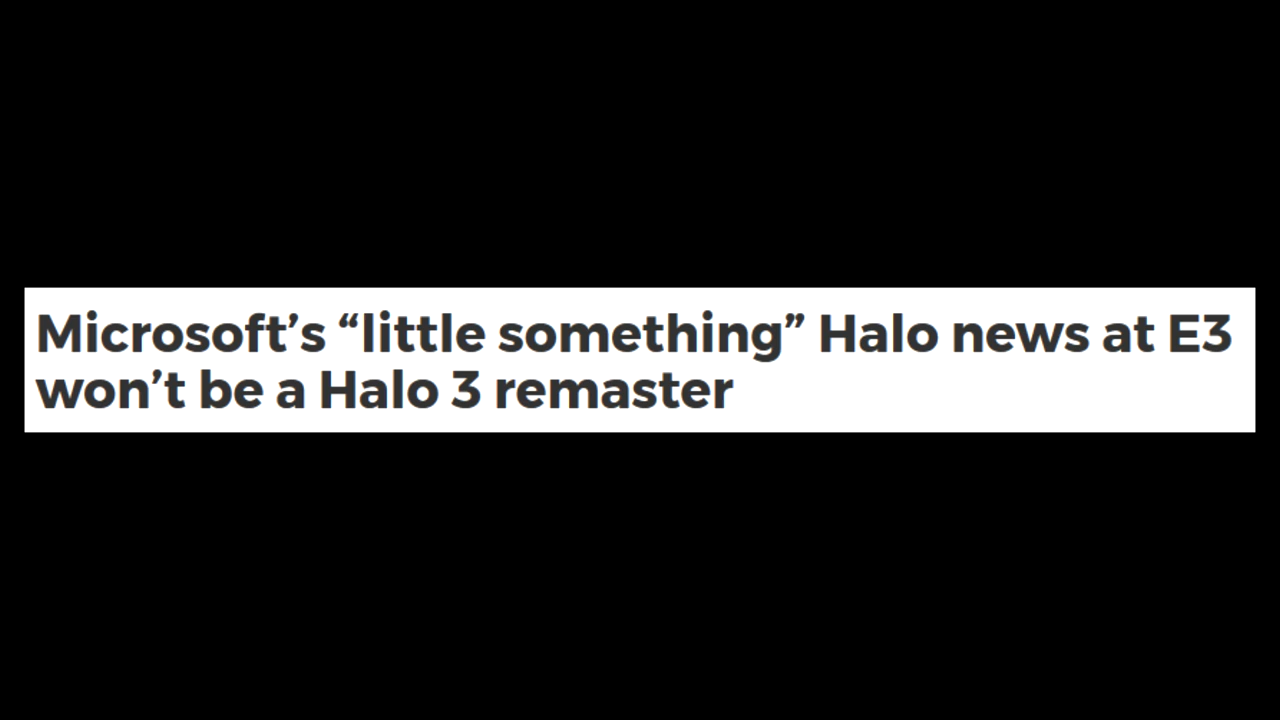 Microsoft’s “little something” Halo news at E3
won’t be a Halo 3 remaster